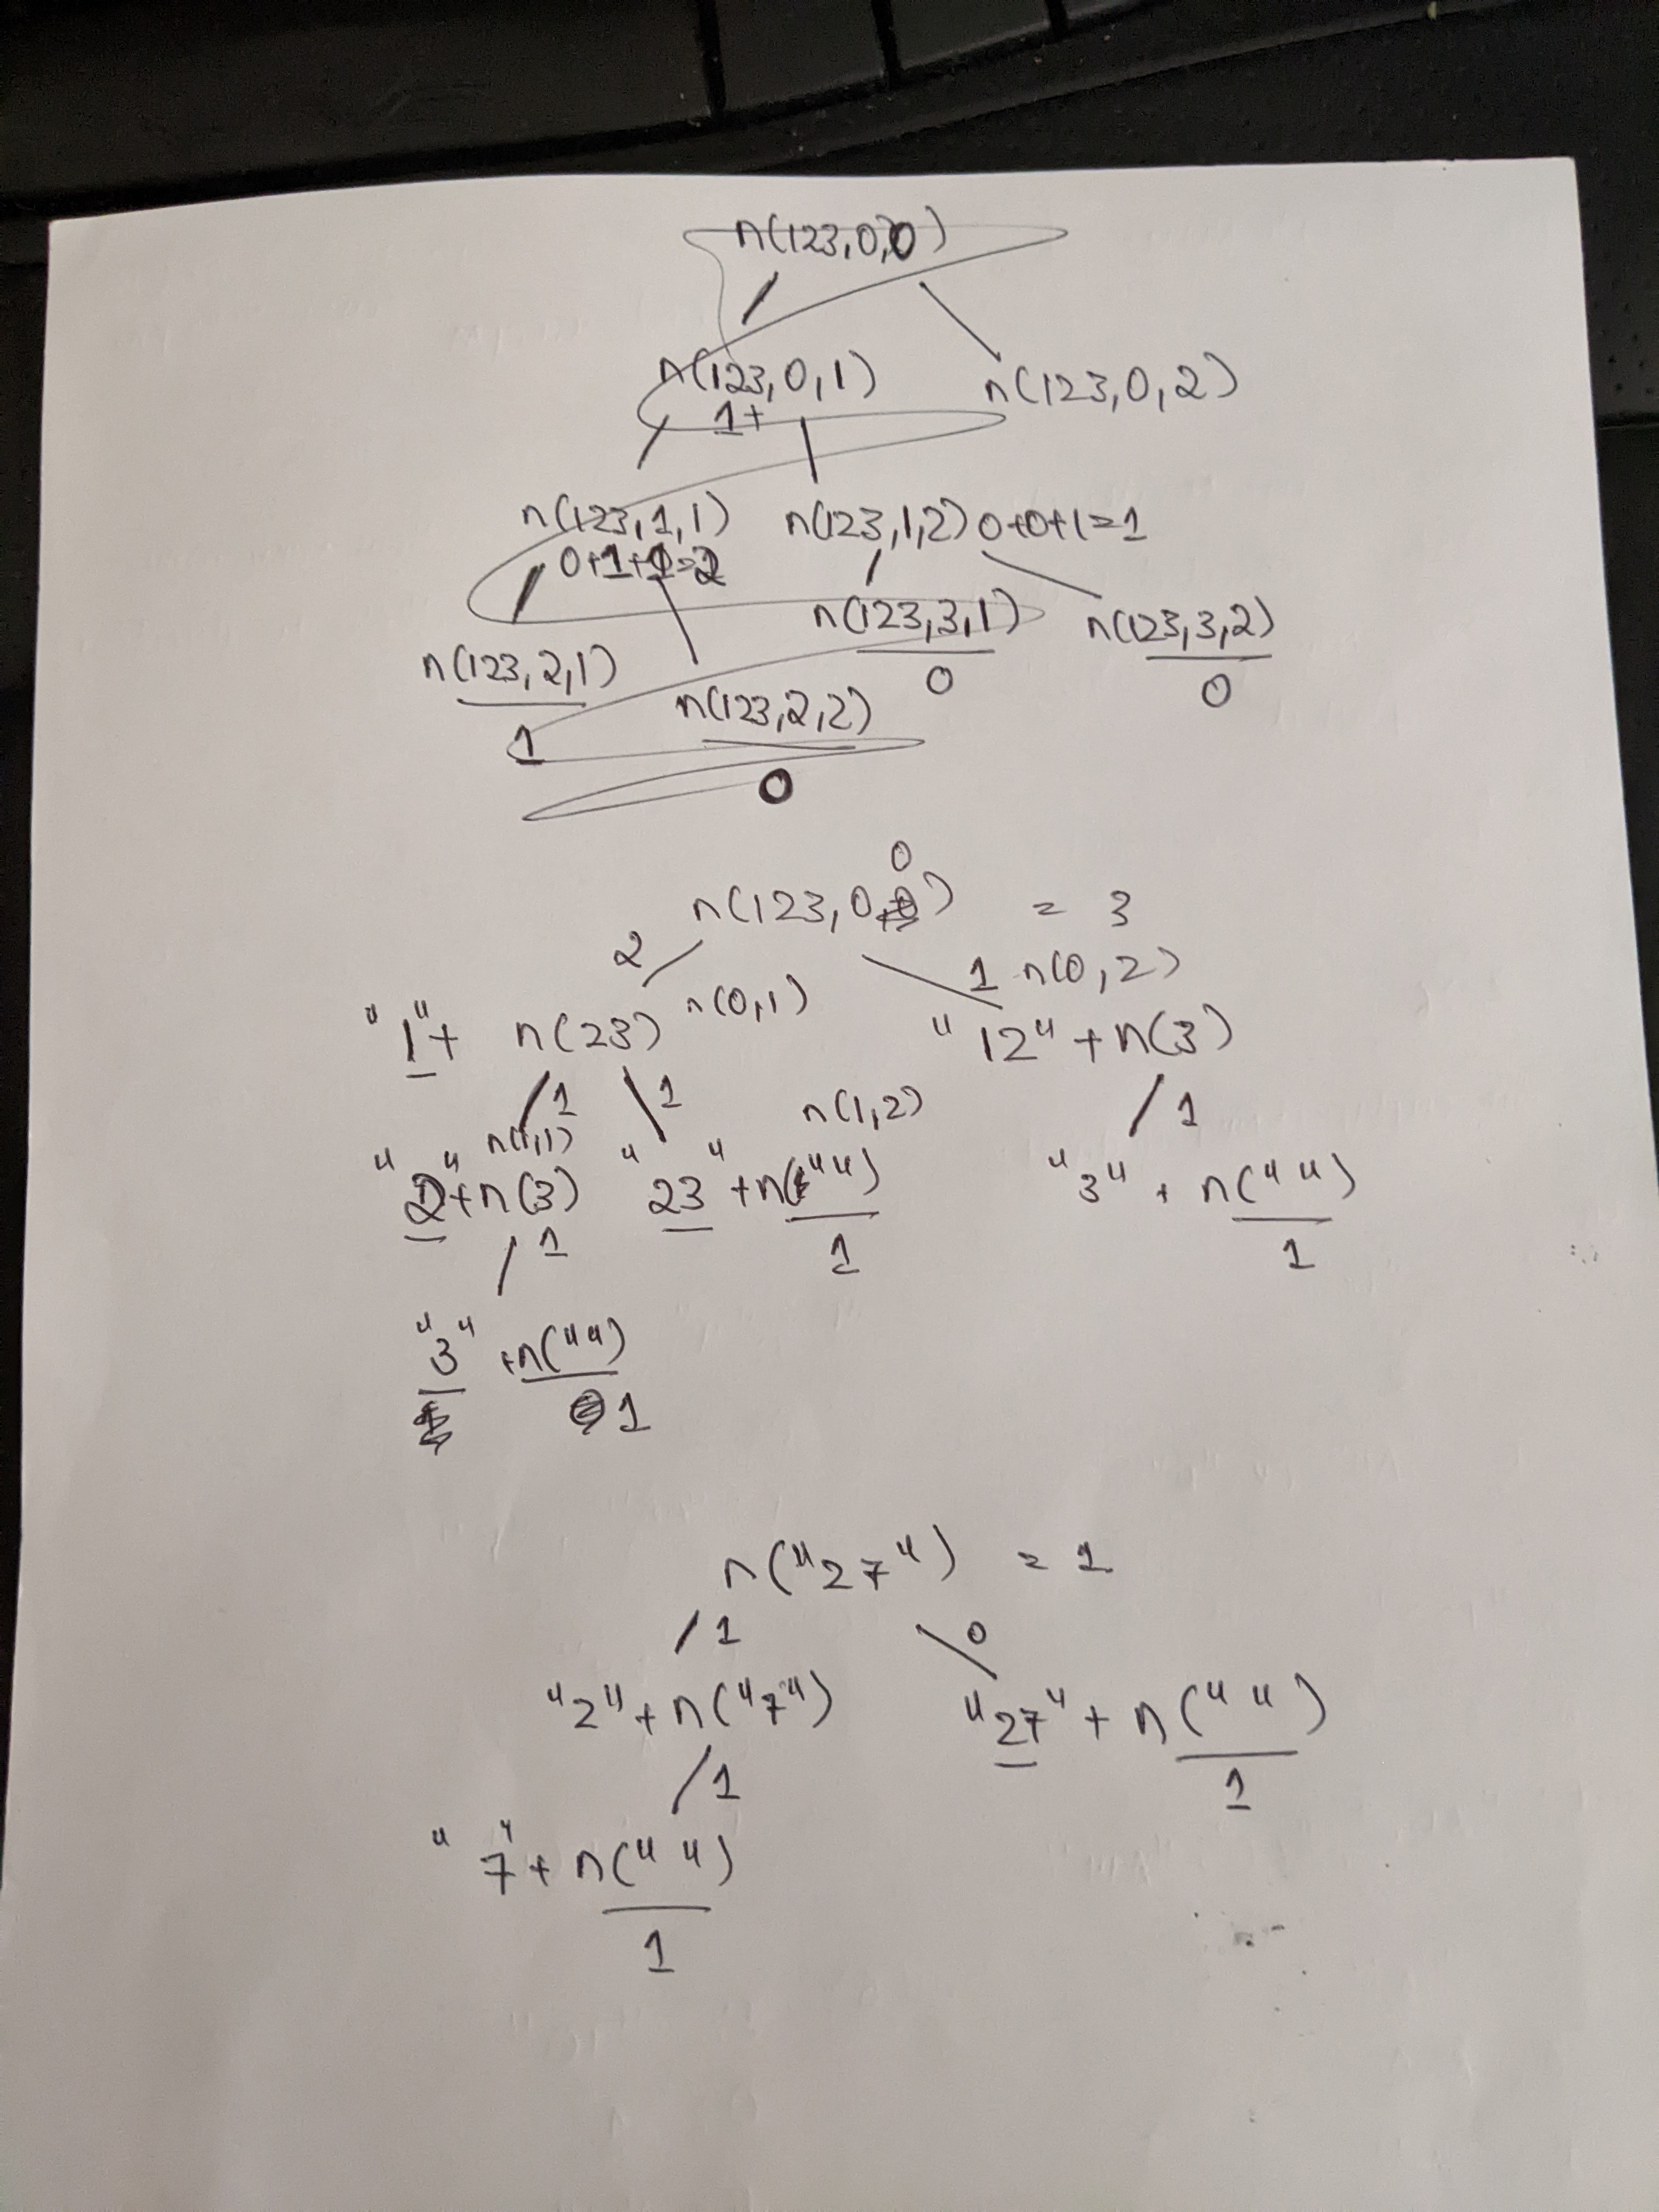 n(123,0,0)
n(123,0,1) n(123,0,2)
1+
n(123,1,1) n(123,1,2) 0+0+1=1
0+1+1=2
n(123,3,1) n(123,3,2)
n(123,2,1) 0 0
n(123,2,2)
1
0
0
n(123,0, ) = 3
2 1 n(0,2)
"1"+ n(23) n(0,1) "12"+n(3)
1 1 n(1,2) 1
n(1,1)
"2"+n(3) "23"+n("") "3"+n("")
1 1 1
"3"+n("")
1
n("27") = 1
1 0
"2"+n("7") "27"+n("")
1 1
"7"+n("")
1